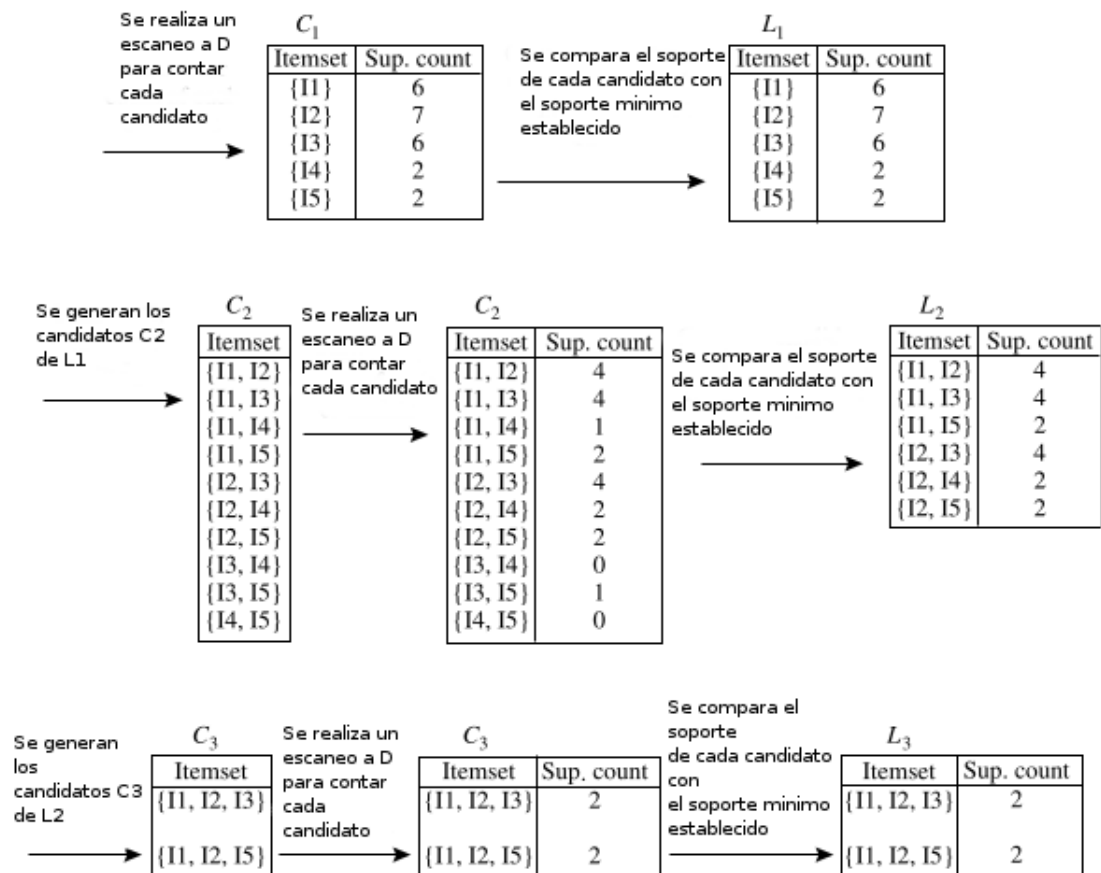 Se realiza un
escaneo a D
para contar
cada
candidato
C1
Itemset Sup. count
{I1} 6
{I2} 7
{I3} 6
{I4} 2
{I5} 2
Se compara el soporte
de cada candidato con
el soporte minimo
establecido
L1
Itemset Sup. count
{I1} 6
{I2} 7
{I3} 6
{I4} 2
{I5} 2
Se generan los
candidatos C2
de L1
C2
Itemset
{I1, I2}
{I1, I3}
{I1, I4}
{I1, I5}
{I2, I3}
{I2, I4}
{I2, I5}
{I3, I4}
{I3, I5}
{I4, I5}
Se realiza un
escaneo a D
para contar
cada candidato
C2
Itemset Sup. count
{I1, I2} 4
{I1, I3} 4
{I1, I4} 1
{I1, I5} 2
{I2, I3} 4
{I2, I4} 2
{I2, I5} 2
{I3, I4} 0
{I3, I5} 1
{I4, I5} 0
Se compara el soporte
de cada candidato con
el soporte minimo
establecido
L2
Itemset Sup. count
{I1, I2} 4
{I1, I3} 4
{I1, I5} 2
{I2, I3} 4
{I2, I4} 2
{I2, I5} 2
Se generan
los
candidatos C3
de L2
C3
Itemset
{I1, I2, I3}
{I1, I2, I5}
Se realiza un
escaneo a D
para contar
cada
candidato
C3
Itemset Sup. count
{I1, I2, I3} 2
{I1, I2, I5} 2
Se compara el
soporte
de cada candidato
con
el soporte minimo
establecido
L3
Itemset Sup. count
{I1, I2, I3} 2
{I1, I2, I5} 2